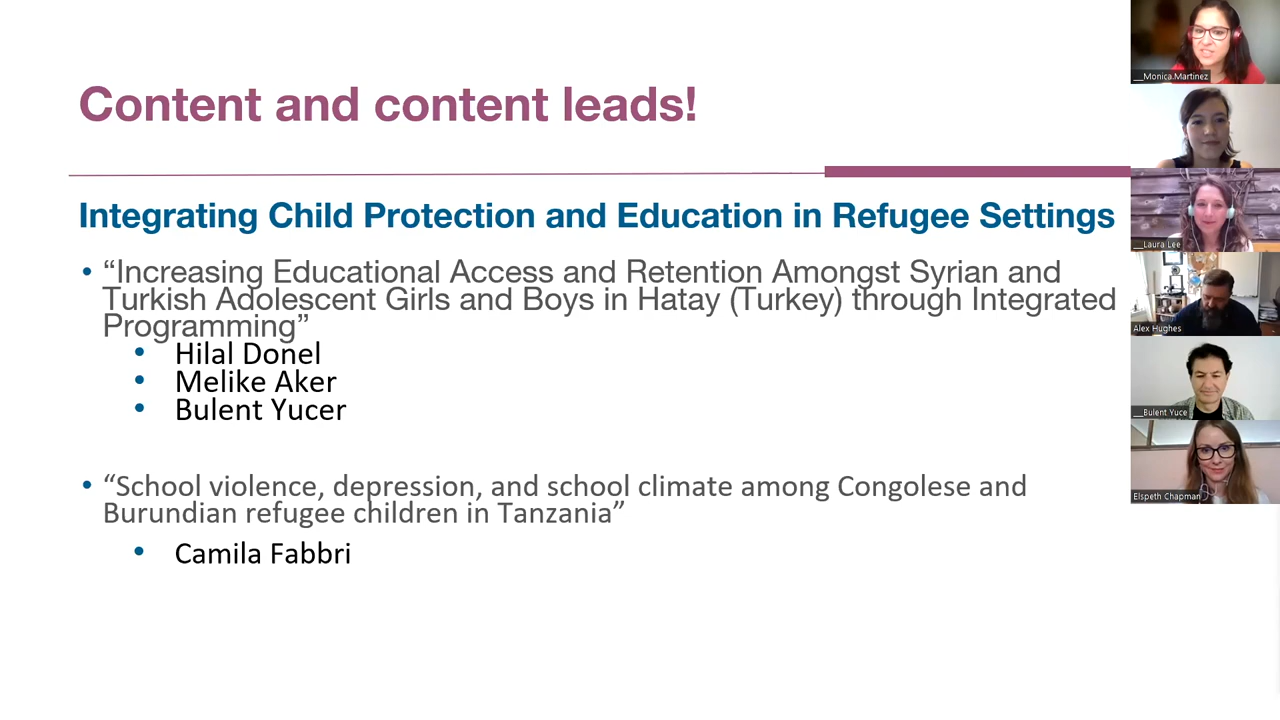 Content and content leads!
Integrating Child Protection and Education in Refugee Settings
• “Increasing Educational Access and Retention Amongst Syrian and
Turkish Adolescent Girls and Boys in Hatay (Turkey) through Integrated
Programming”
• Hilal Donel
• Melike Aker
• Bulent Yucer
• “School violence, depression, and school climate among Congolese and
Burundian refugee children in Tanzania”
• Camila Fabbri
__Monica.Martinez
__Laura Lee
Alex Hughes
__Bulent Yuce
Elspeth Chapman